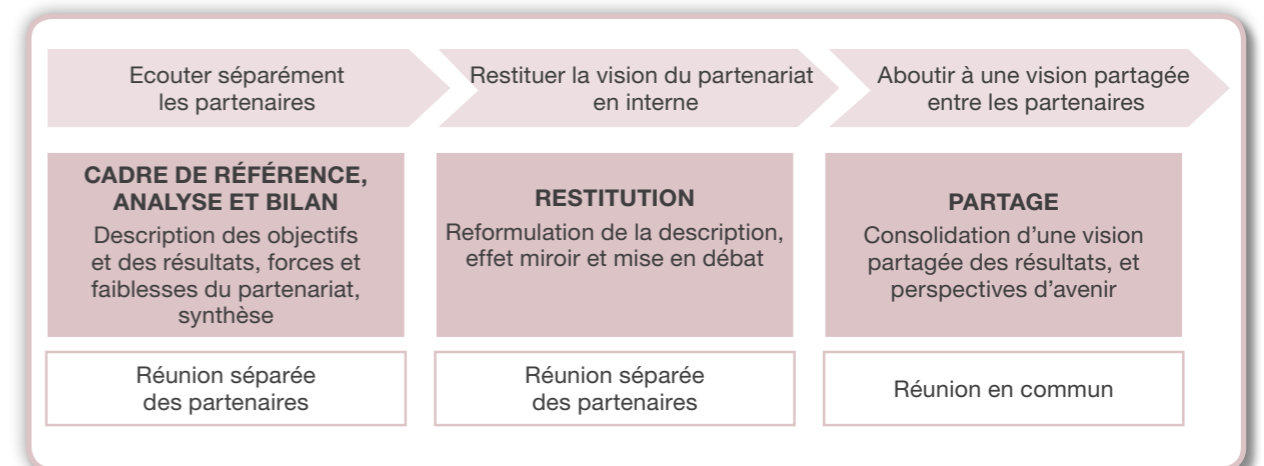 Ecouter séparément
les partenaires
Restituer la vision du partenariat
en interne
Aboutir à une vision partagée
entre les partenaires
CADRE DE RÉFÉRENCE,
ANALYSE ET BILAN
Description des objectifs
et des résultats, forces et
faiblesses du partenariat,
synthèse
RESTITUTION
Reformulation de la description,
effet miroir et mise en débat
PARTAGE
Consolidation d’une vision
partagée des résultats, et
perspectives d’avenir
Réunion séparée
des partenaires
Réunion séparée
des partenaires
Réunion en commun